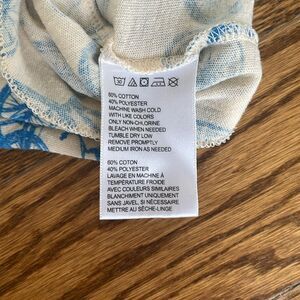 60% COTTON
40% POLYESTER
MACHINE WASH COLD
WITH LIKE COLORS
ONLY NON-CHLORINE
BLEACH WHEN NEEDED
TUMBLE DRY LOW
REMOVE PROMPTLY
MEDIUM IRON AS NEEDED
60% COTON
40% POLYESTER
LAVAGE EN MACHINE À
TEMPÉRATURE FROIDE
AVEC COULEURS SIMILAIRES
BLANCHIMENT UNIQUEMENT
SANS JAVEL, SI NÉCESSAIRE
METTRE AU SÈCHE-LINGE